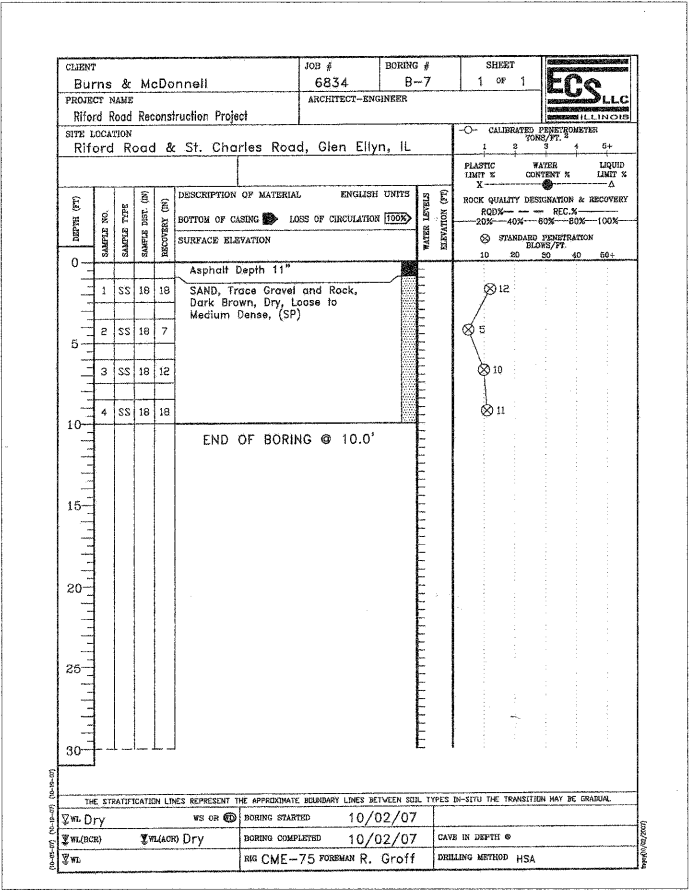 CLIENT JOB # BORING # SHEET
Burns & McDonnell 6834 B-7 1 OF 1
ECS LLC
ILLINOIS
PROJECT NAME ARCHITECT-ENGINEER
Riford Road Reconstruction Project
SITE LOCATION
Riford Road & St. Charles Road, Glen Ellyn, IL
CALIBRATED PENETROMETER
TONS/FT. 2
1 2 3 4 5+
PLASTIC WATER LIQUID
LIMIT % CONTENT % LIMIT %
X Δ
ROCK QUALITY DESIGNATION & RECOVERY
RQD% — — — REC.% ———
20% 40% 60% 80% 100%
⊗ STANDARD PENETRATION
BLOWS/FT.
10 20 30 40 50+
DEPTH (FT)
SAMPLE NO.
SAMPLE TYPE
SAMPLE DIST. (IN)
RECOVERY (IN)
DESCRIPTION OF MATERIAL ENGLISH UNITS
BOTTOM OF CASING LOSS OF CIRCULATION 100%
SURFACE ELEVATION
WATER LEVELS
ELEVATION (FT)
0
Asphalt Depth 11"
1 SS 18 18 SAND, Trace Gravel and Rock, 12
Dark Brown, Dry, Loose to
Medium Dense, (SP)
2 SS 18 7 5
5
3 SS 18 12 10
4 SS 18 18 11
10
END OF BORING @ 10.0'
15
20
25
30
THE STRATIFICATION LINES REPRESENT THE APPROXIMATE BOUNDARY LINES BETWEEN SOIL TYPES IN-SITU THE TRANSITION MAY BE GRADUAL
WL Dry WS OR WD BORING STARTED 10/02/07
WL(BCR) WL(ACR) Dry BORING COMPLETED 10/02/07 CAVE IN DEPTH @
WL RIG CME-75 FOREMAN R. Groff DRILLING METHOD HSA